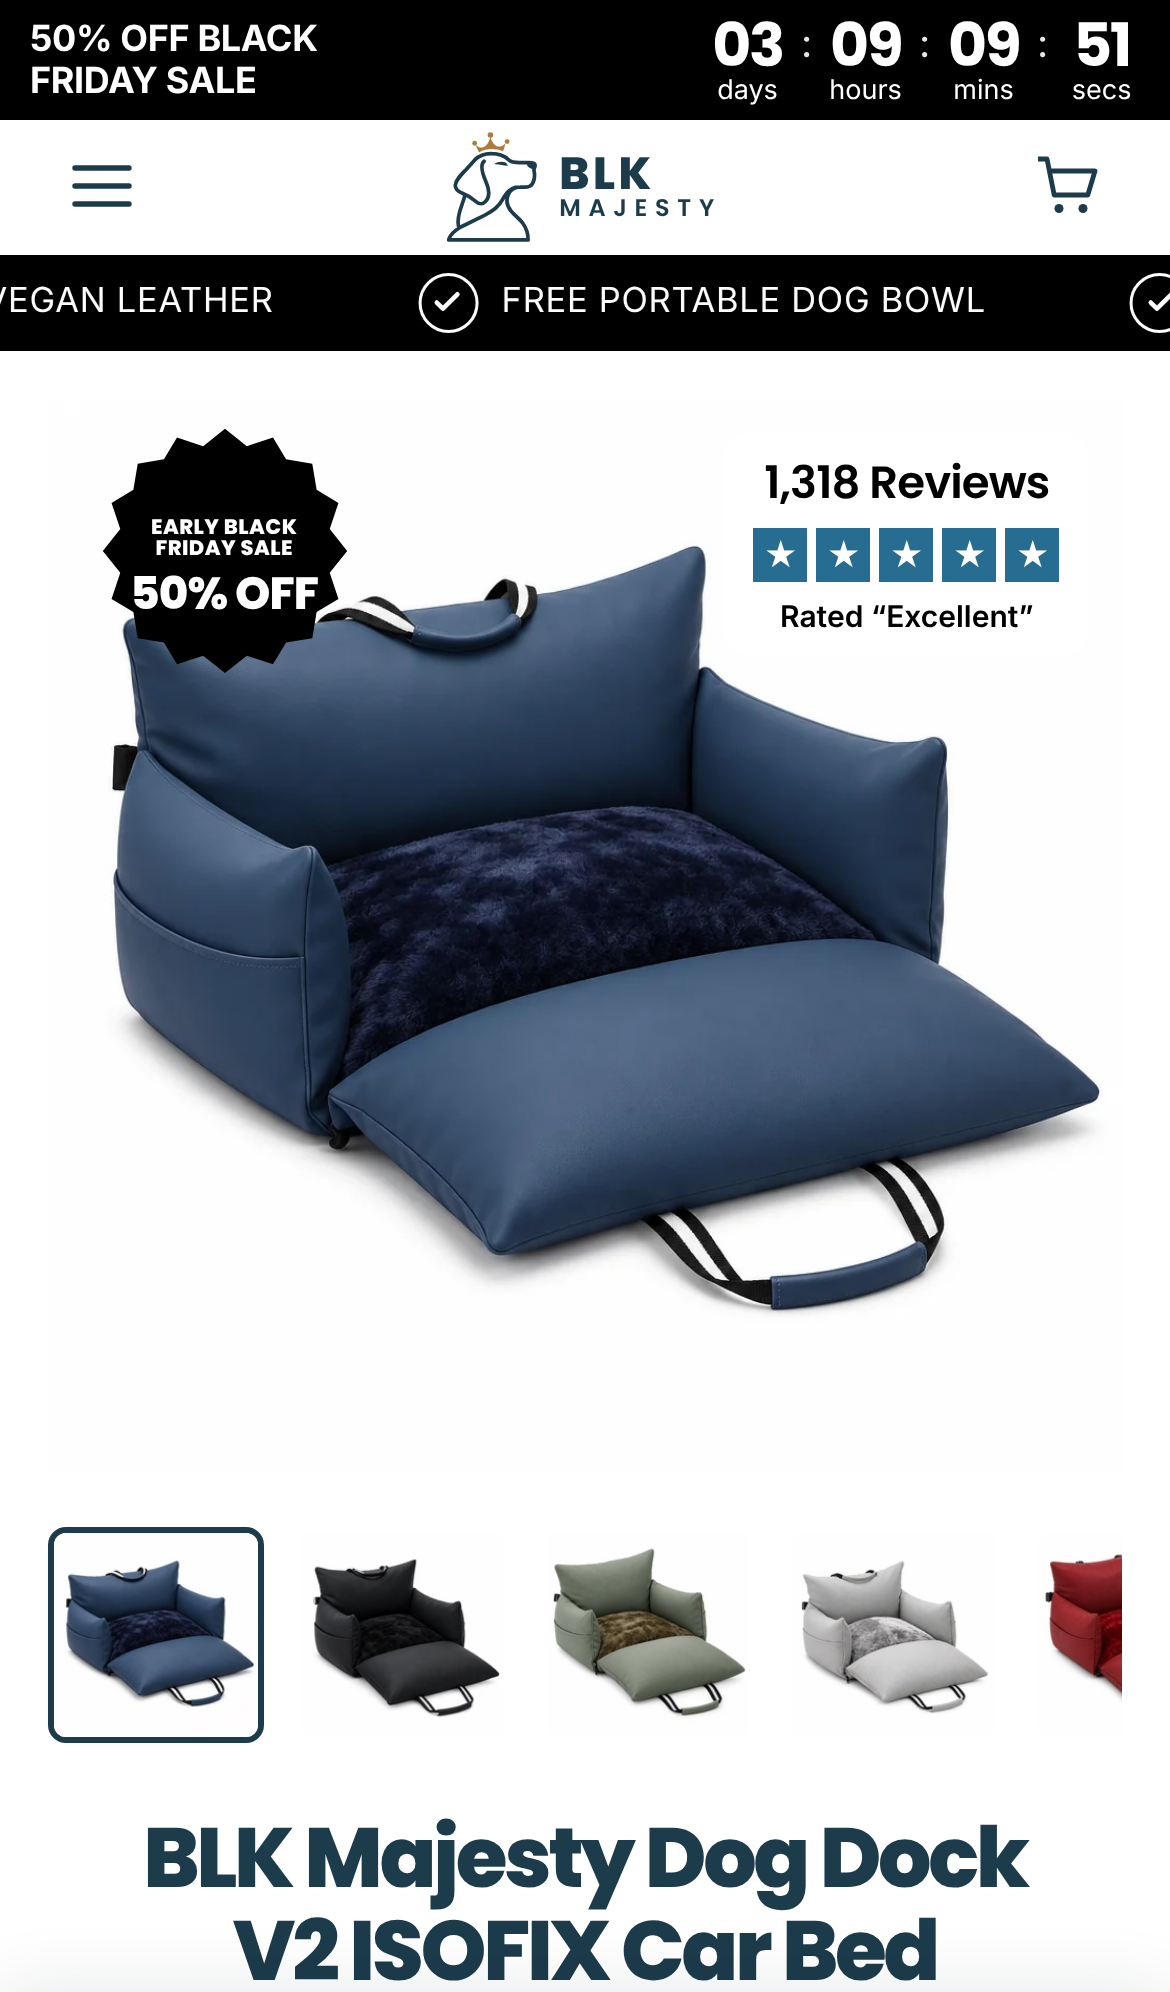 50% OFF BLACK
FRIDAY SALE
03 : 09 : 09 : 51
days hours mins secs
BLK
MAJESTY
VEGAN LEATHER FREE PORTABLE DOG BOWL
EARLY BLACK
FRIDAY SALE
50% OFF
1,318 Reviews
Rated “Excellent”
BLK Majesty Dog Dock
V2 ISOFIX Car Bed